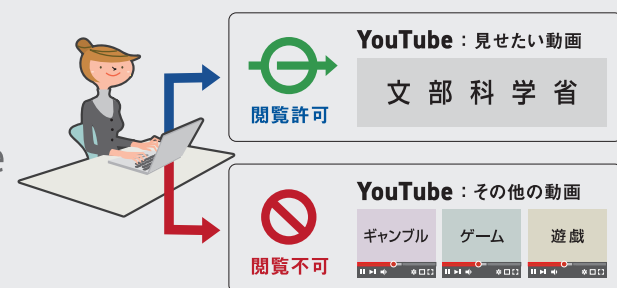 YouTube：見せたい動画
閲覧許可
文部科学省
YouTube：その他の動画
閲覧不可
ギャンブル
ゲーム
遊戯